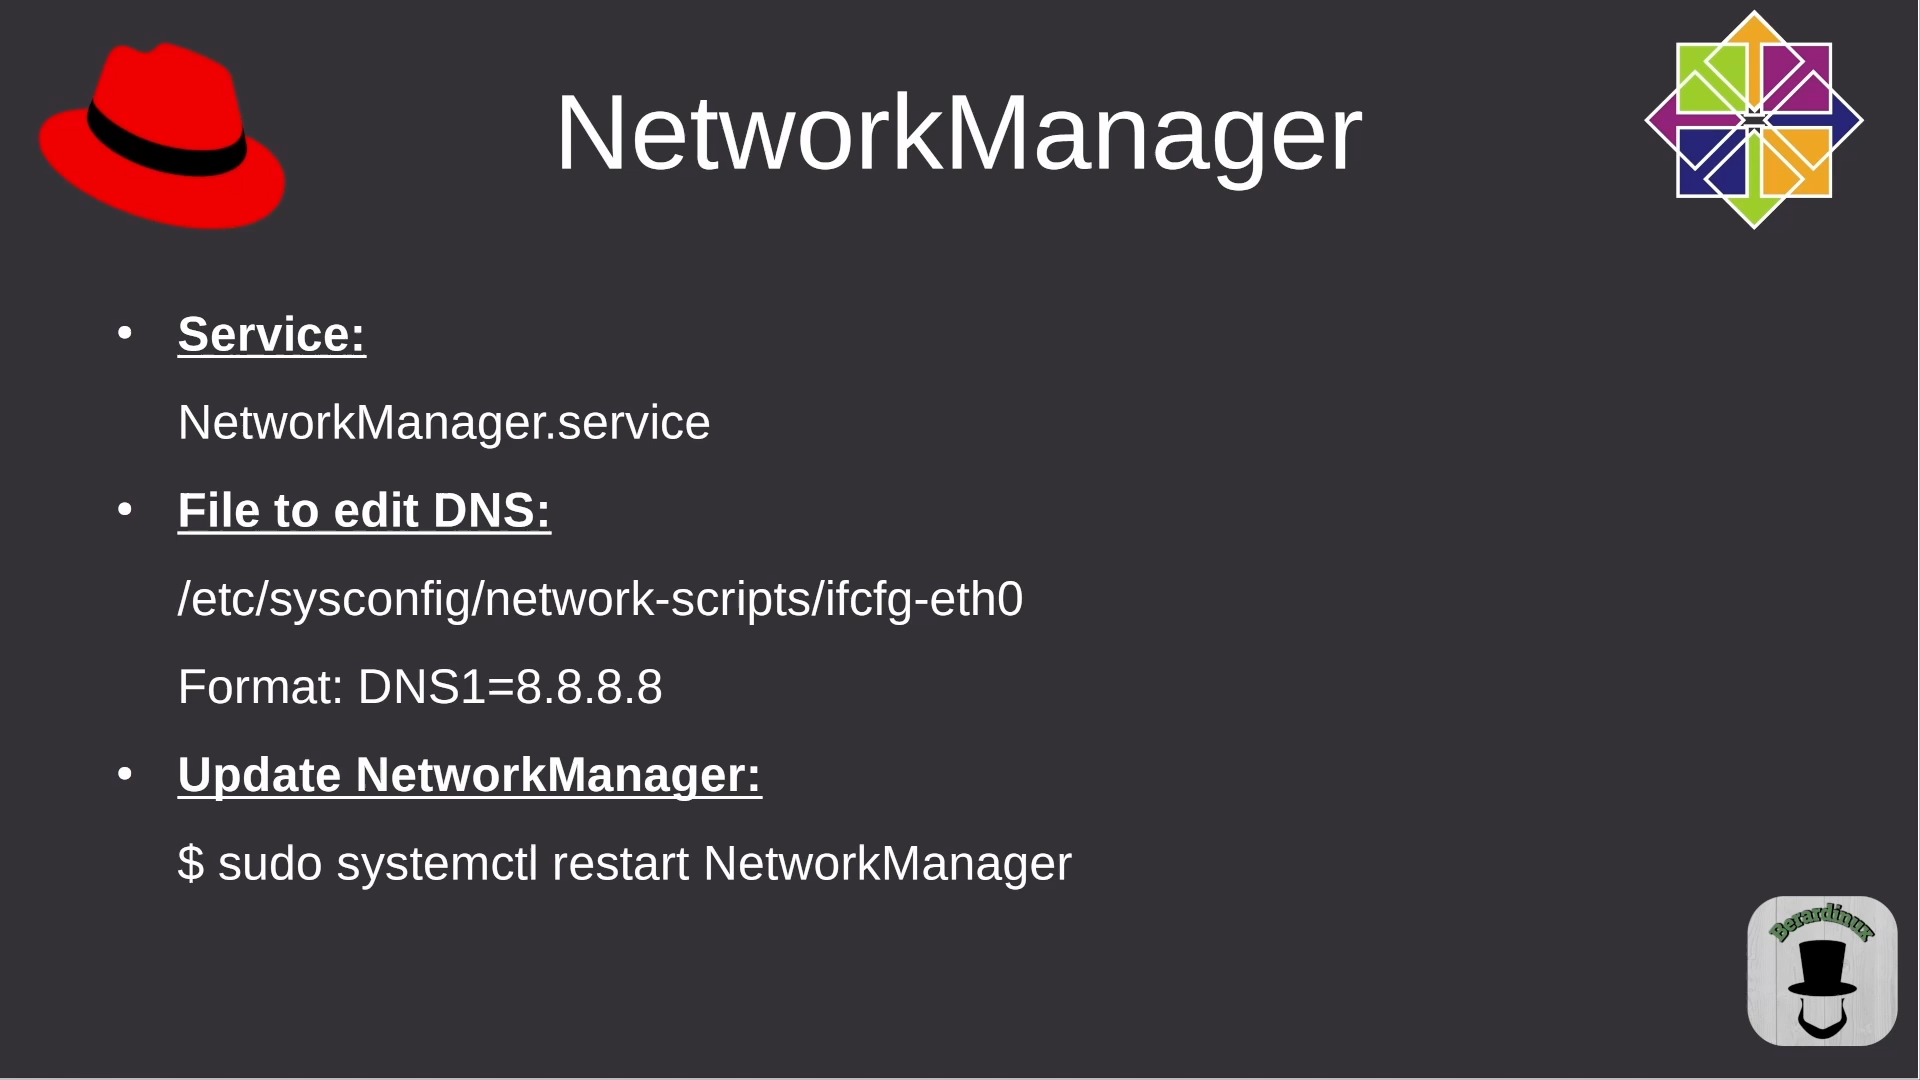 NetworkManager
• Service:
NetworkManager.service
• File to edit DNS:
/etc/sysconfig/network-scripts/ifcfg-eth0
Format: DNS1=8.8.8.8
• Update NetworkManager:
$ sudo systemctl restart NetworkManager
Berardinux